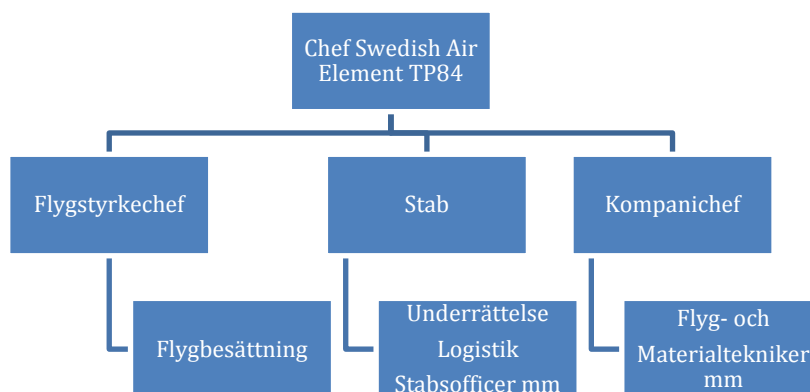 Chef Swedish Air
Element TP84
Flygstyrkechef
Stab
Kompanichef
Flygbesättning
Underrättelse
Logistik
Stabsofficer mm
Flyg- och
Materialtekniker
mm